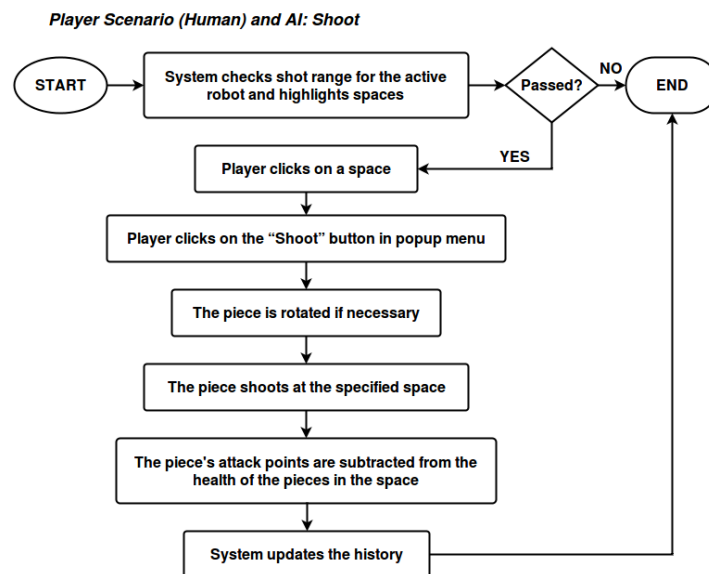 Player Scenario (Human) and AI: Shoot
START
System checks shot range for the active
robot and highlights spaces
Passed?
NO
END
YES
Player clicks on a space
Player clicks on the “Shoot” button in popup menu
The piece is rotated if necessary
The piece shoots at the specified space
The piece's attack points are subtracted from the
health of the pieces in the space
System updates the history